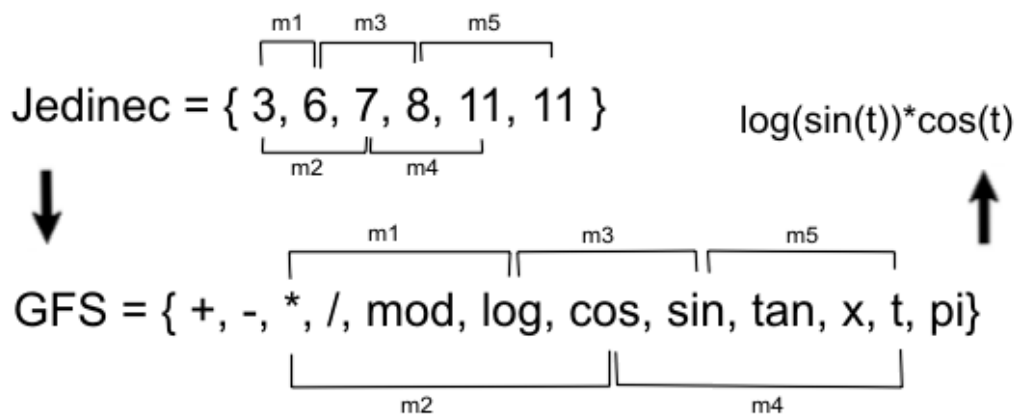 m1 m3 m5
Jedinec = { 3, 6, 7, 8, 11, 11 }
m2 m4
log(sin(t))*cos(t)
m1 m3 m5
GFS = { +, -, *, /, mod, log, cos, sin, tan, x, t, pi}
m2 m4